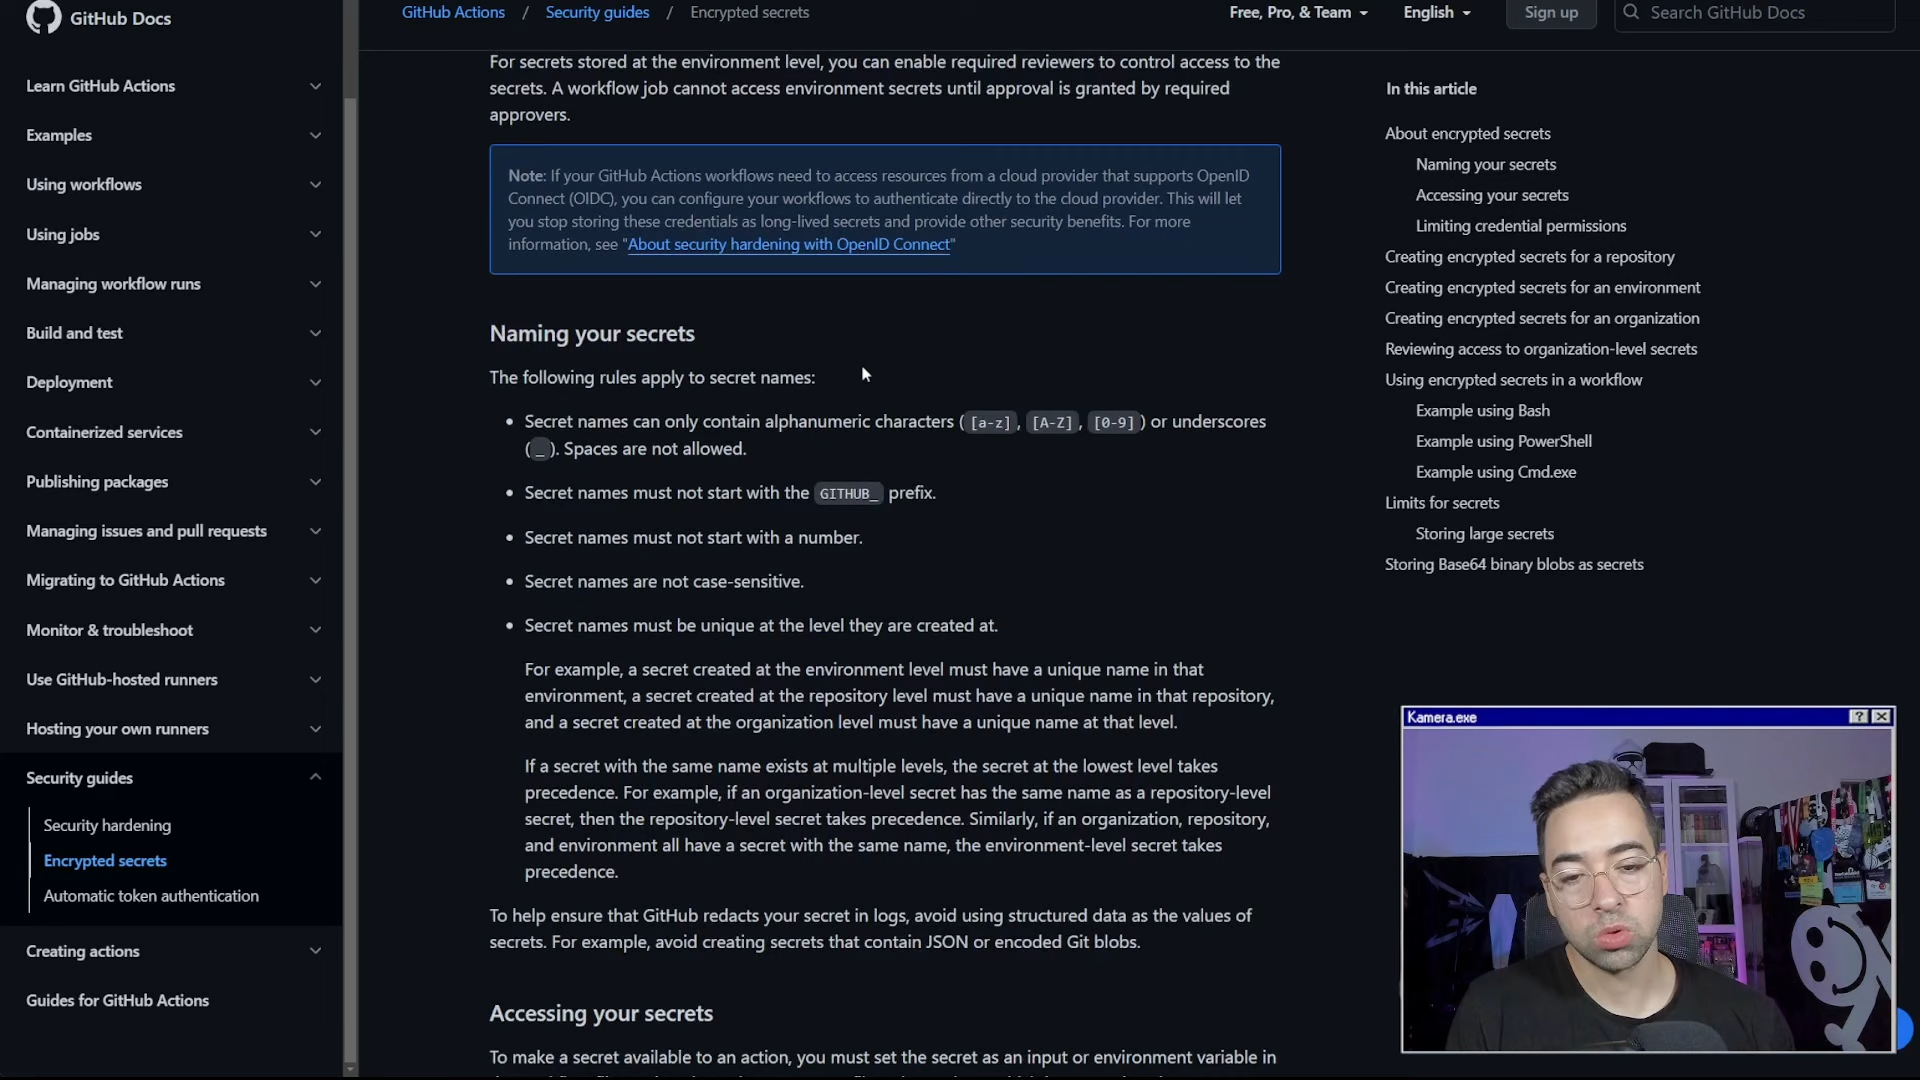 GitHub Docs
GitHub Actions / Security guides / Encrypted secrets
Free, Pro, & Team
English
Sign up
Search GitHub Docs
Learn GitHub Actions
Examples
Using workflows
Using jobs
Managing workflow runs
Build and test
Deployment
Containerized services
Publishing packages
Managing issues and pull requests
Migrating to GitHub Actions
Monitor & troubleshoot
Use GitHub-hosted runners
Hosting your own runners
Security guides
Security hardening
Encrypted secrets
Automatic token authentication
Creating actions
Guides for GitHub Actions
For secrets stored at the environment level, you can enable required reviewers to control access to the
secrets. A workflow job cannot access environment secrets until approval is granted by required
approvers.
Note: If your GitHub Actions workflows need to access resources from a cloud provider that supports OpenID
Connect (OIDC), you can configure your workflows to authenticate directly to the cloud provider. This will let
you stop storing these credentials as long-lived secrets and provide other security benefits. For more
information, see "About security hardening with OpenID Connect"
Naming your secrets
The following rules apply to secret names:
• Secret names can only contain alphanumeric characters ([a-z], [A-Z], [0-9]) or underscores
(_). Spaces are not allowed.
• Secret names must not start with the GITHUB_ prefix.
• Secret names must not start with a number.
• Secret names are not case-sensitive.
• Secret names must be unique at the level they are created at.
For example, a secret created at the environment level must have a unique name in that
environment, a secret created at the repository level must have a unique name in that repository,
and a secret created at the organization level must have a unique name at that level.
If a secret with the same name exists at multiple levels, the secret at the lowest level takes
precedence. For example, if an organization-level secret has the same name as a repository-level
secret, then the repository-level secret takes precedence. Similarly, if an organization, repository,
and environment all have a secret with the same name, the environment-level secret takes
precedence.
To help ensure that GitHub redacts your secret in logs, avoid using structured data as the values of
secrets. For example, avoid creating secrets that contain JSON or encoded Git blobs.
Accessing your secrets
To make a secret available to an action, you must set the secret as an input or environment variable in
In this article
About encrypted secrets
Naming your secrets
Accessing your secrets
Limiting credential permissions
Creating encrypted secrets for a repository
Creating encrypted secrets for an environment
Creating encrypted secrets for an organization
Reviewing access to organization-level secrets
Using encrypted secrets in a workflow
Example using Bash
Example using PowerShell
Example using Cmd.exe
Limits for secrets
Storing large secrets
Storing Base64 binary blobs as secrets
Kamera.exe